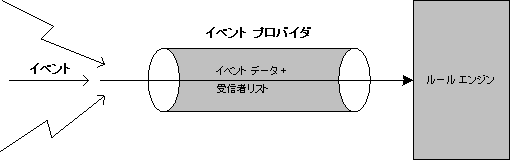 イベント プロバイダ
イベント
イベント データ +
受信者リスト
ルール エンジン